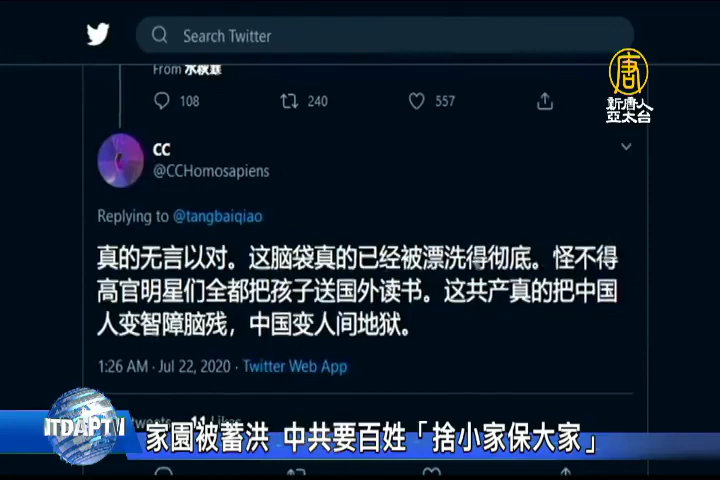 Search Twitter
From
108 240 557
唐
新唐人
亞太台
CC
@CCHomosapiens
Replying to @tangbaiqiao
真的无言以对。这脑袋真的已经被漂洗得彻底。怪不得
高官明星们全都把孩子送国外读书。这共产真的把中国
人变智障脑残，中国变人间地狱。
1:26 AM · Jul 22, 2020 · Twitter Web App
11 Likes
NTDAPTV
家園被蓄洪 中共要百姓「捨小家保大家」